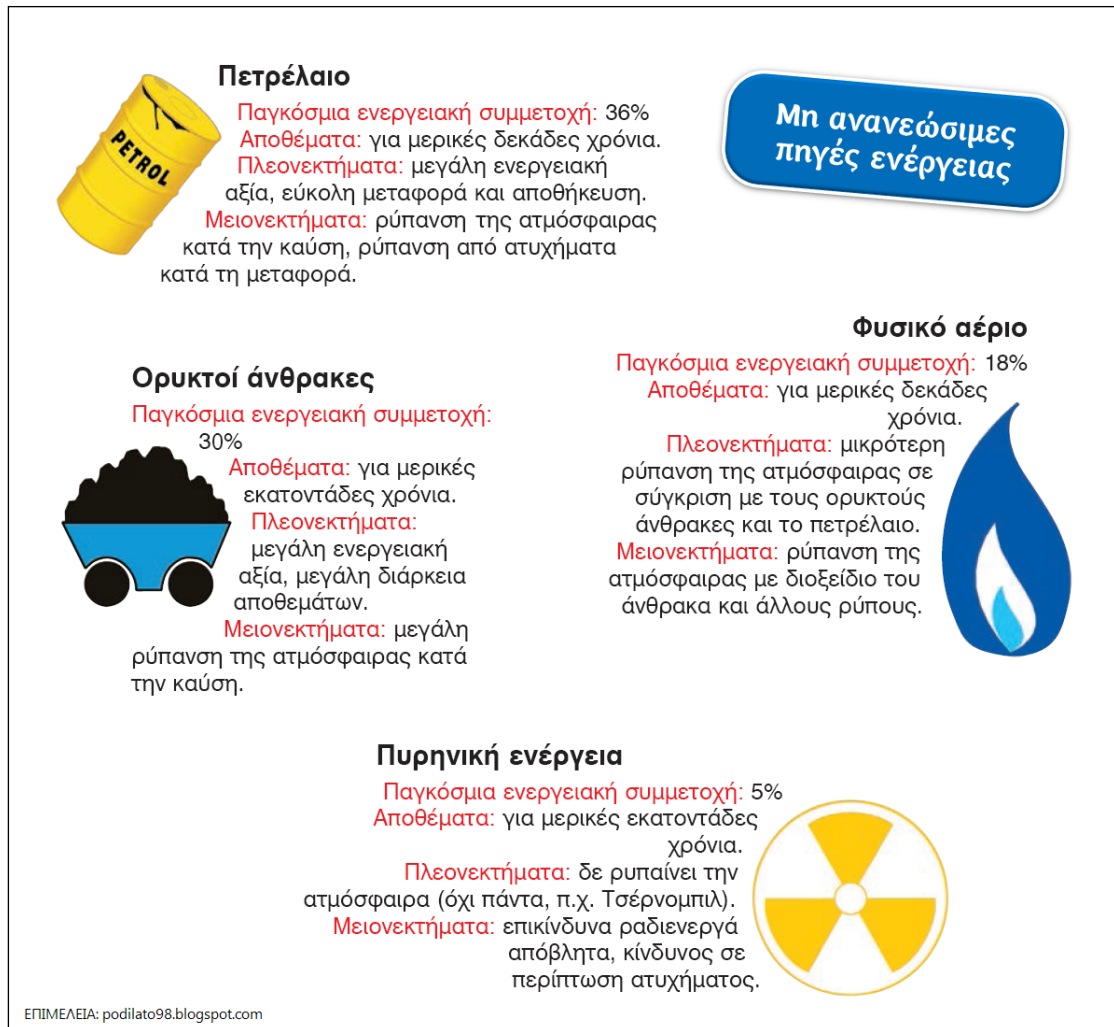 Πετρέλαιο
PETROL
Παγκόσμια ενεργειακή συμμετοχή: 36%
Αποθέματα: για μερικές δεκάδες χρόνια.
Πλεονεκτήματα: μεγάλη ενεργειακή
αξία, εύκολη μεταφορά και αποθήκευση.
Μειονεκτήματα: ρύπανση της ατμόσφαιρας
κατά την καύση, ρύπανση από ατυχήματα
κατά τη μεταφορά.
Μη ανανεώσιμες
πηγές ενέργειας
Ορυκτοί άνθρακες
Παγκόσμια ενεργειακή συμμετοχή:
30%
Αποθέματα: για μερικές
εκατοντάδες χρόνια.
Πλεονεκτήματα:
μεγάλη ενεργειακή
αξία, μεγάλη διάρκεια
αποθεμάτων.
Μειονεκτήματα: μεγάλη
ρύπανση της ατμόσφαιρας κατά
την καύση.
Φυσικό αέριο
Παγκόσμια ενεργειακή συμμετοχή: 18%
Αποθέματα: για μερικές δεκάδες
χρόνια.
Πλεονεκτήματα: μικρότερη
ρύπανση της ατμόσφαιρας σε
σύγκριση με τους ορυκτούς
άνθρακες και το πετρέλαιο.
Μειονεκτήματα: ρύπανση της
ατμόσφαιρας με διοξείδιο του
άνθρακα και άλλους ρύπους.
Πυρηνική ενέργεια
Παγκόσμια ενεργειακή συμμετοχή: 5%
Αποθέματα: για μερικές εκατοντάδες
χρόνια.
Πλεονεκτήματα: δε ρυπαίνει την
ατμόσφαιρα (όχι πάντα, π.χ. Τσέρνομπιλ).
Μειονεκτήματα: επικίνδυνα ραδιενεργά
απόβλητα, κίνδυνος σε
περίπτωση ατυχήματος.
ΕΠΙΜΕΛΕΙΑ: podilato98.blogspot.com